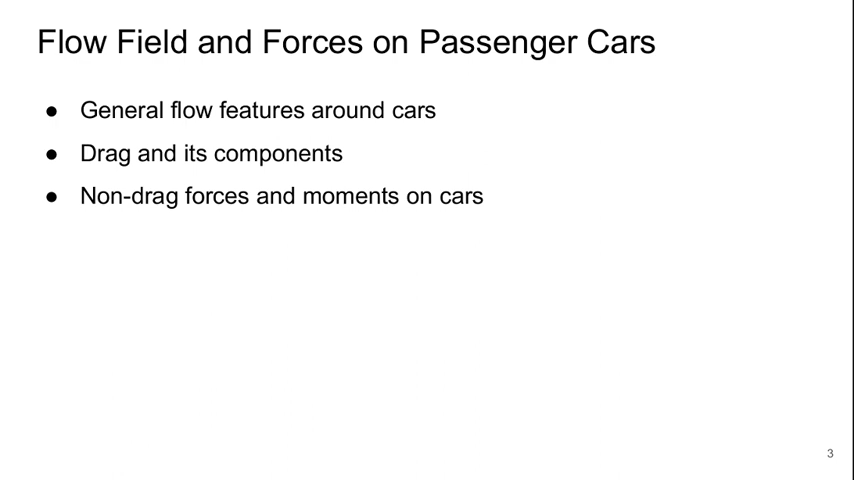 Flow Field and Forces on Passenger Cars
● General flow features around cars
● Drag and its components
● Non-drag forces and moments on cars
3